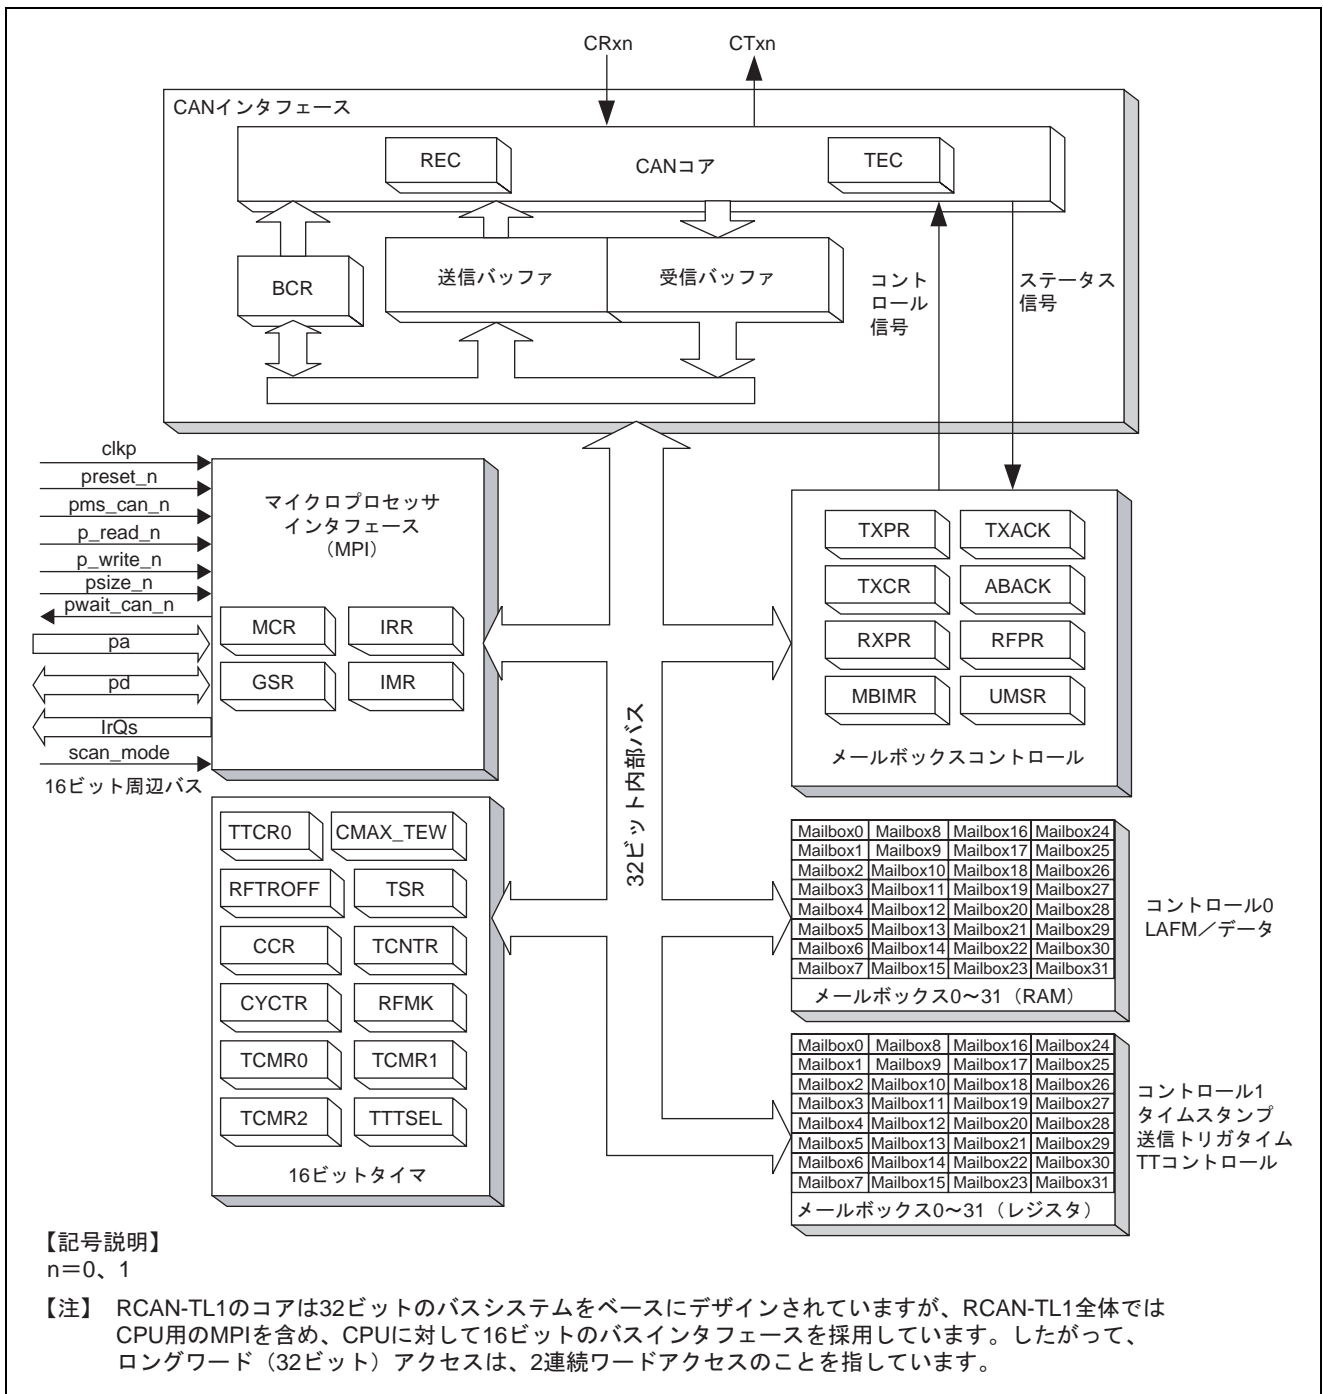 CRxn
CTxn
CANインタフェース
REC
CANコア
TEC
BCR
送信バッファ
受信バッファ
コント
ロール
信号
ステータス
信号
clkp
preset_n
pms_can_n
p_read_n
p_write_n
psize_n
pwait_can_n
pa
pd
IrQs
scan_mode
16ビット周辺バス
マイクロプロセッサ
インタフェース
（MPI）
MCR
IRR
GSR
IMR
32ビット内部バス
TXPR
TXACK
TXCR
ABACK
RXPR
RFPR
MBIMR
UMSR
メールボックスコントロール
TTCR0
CMAX_TEW
RFTROFF
TSR
CCR
TCNTR
CYCTR
RFMK
TCMR0
TCMR1
TCMR2
TTTSEL
16ビットタイマ
Mailbox0 Mailbox8 Mailbox16 Mailbox24
Mailbox1 Mailbox9 Mailbox17 Mailbox25
Mailbox2 Mailbox10 Mailbox18 Mailbox26
Mailbox3 Mailbox11 Mailbox19 Mailbox27
Mailbox4 Mailbox12 Mailbox20 Mailbox28
Mailbox5 Mailbox13 Mailbox21 Mailbox29
Mailbox6 Mailbox14 Mailbox22 Mailbox30
Mailbox7 Mailbox15 Mailbox23 Mailbox31
メールボックス0〜31（RAM）
コントロール0
LAFM／データ
Mailbox0 Mailbox8 Mailbox16 Mailbox24
Mailbox1 Mailbox9 Mailbox17 Mailbox25
Mailbox2 Mailbox10 Mailbox18 Mailbox26
Mailbox3 Mailbox11 Mailbox19 Mailbox27
Mailbox4 Mailbox12 Mailbox20 Mailbox28
Mailbox5 Mailbox13 Mailbox21 Mailbox29
Mailbox6 Mailbox14 Mailbox22 Mailbox30
Mailbox7 Mailbox15 Mailbox23 Mailbox31
メールボックス0〜31（レジスタ）
コントロール1
タイムスタンプ
送信トリガタイム
TTコントロール
【記号説明】
n＝0、1
【注】 RCAN-TL1のコアは32ビットのバスシステムをベースにデザインされていますが、RCAN-TL1全体では
CPU用のMPIを含め、CPUに対して16ビットのバスインタフェースを採用しています。したがって、
ロングワード（32ビット）アクセスは、2連続ワードアクセスのことを指しています。